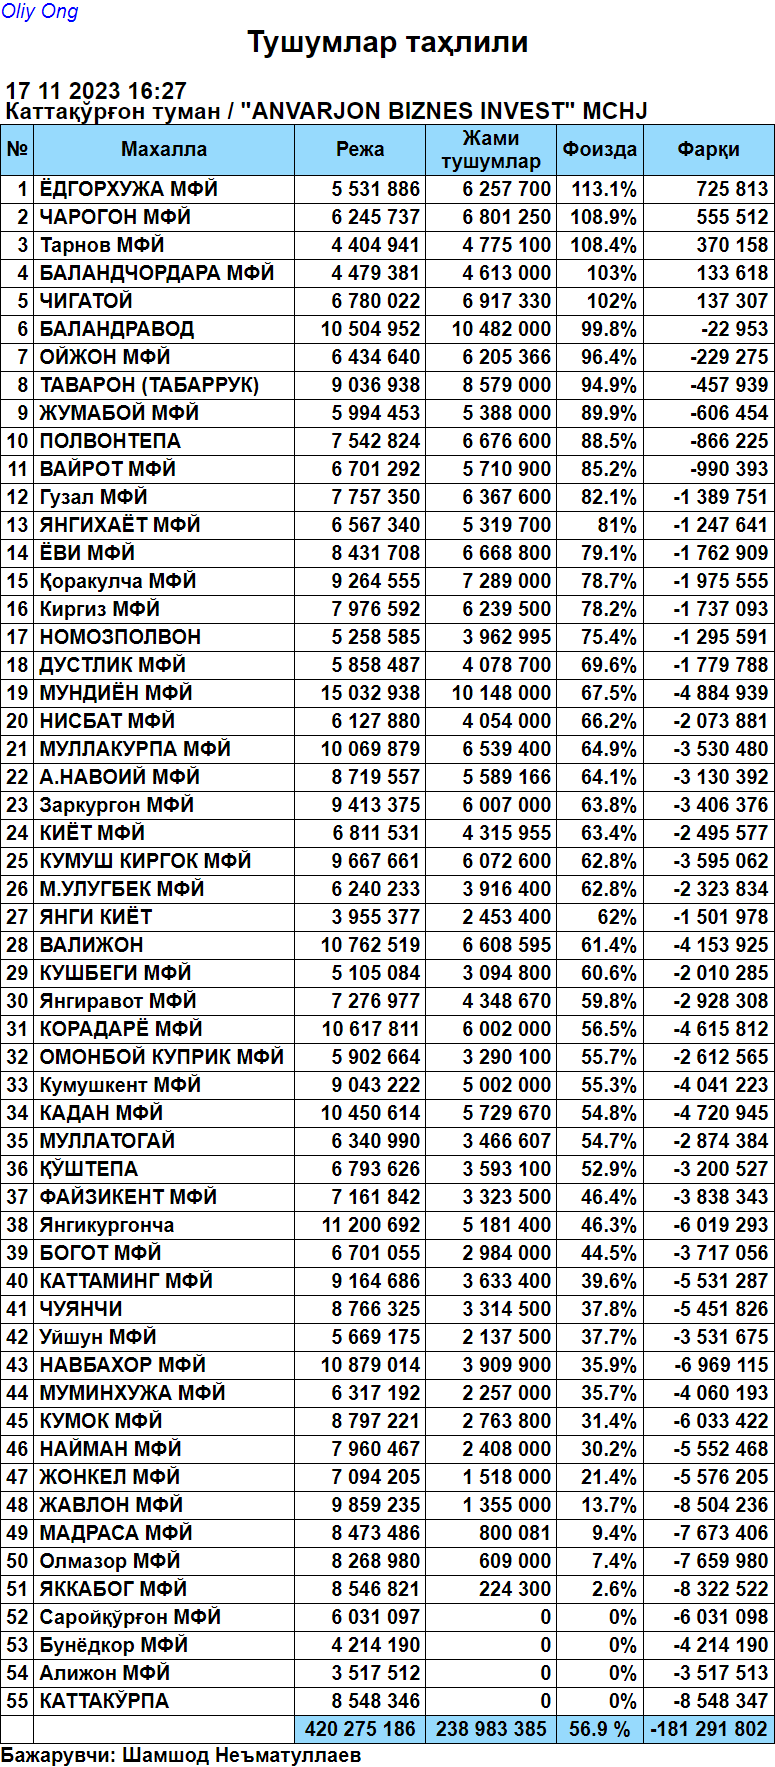 Oliy Ong
Тушумлар таҳлили
17 11 2023 16:27
Каттақўрғон туман / "ANVARJON BIZNES INVEST" MCHJ
№ Махалла Режа Жами тушумлар Фоизда Фарқи
1 ЁДГОРХУЖА МФЙ 5 531 886 6 257 700 113.1% 725 813
2 ЧАРОГОН МФЙ 6 245 737 6 801 250 108.9% 555 512
3 Тарнов МФЙ 4 404 941 4 775 100 108.4% 370 158
4 БАЛАНДЧОРДАРА МФЙ 4 479 381 4 613 000 103% 133 618
5 ЧИГАТОЙ 6 780 022 6 917 330 102% 137 307
6 БАЛАНДРАВОД 10 504 952 10 482 000 99.8% -22 953
7 ОЙЖОН МФЙ 6 434 640 6 205 366 96.4% -229 275
8 ТАВАРОН (ТАБАРРУК) 9 036 938 8 579 000 94.9% -457 939
9 ЖУМАБОЙ МФЙ 5 994 453 5 388 000 89.9% -606 454
10 ПОЛВОНТЕПА 7 542 824 6 676 600 88.5% -866 225
11 ВАЙРОТ МФЙ 6 701 292 5 710 900 85.2% -990 393
12 Гузал МФЙ 7 757 350 6 367 600 82.1% -1 389 751
13 ЯНГИХАЁТ МФЙ 6 567 340 5 319 700 81% -1 247 641
14 ЁВИ МФЙ 8 431 708 6 668 800 79.1% -1 762 909
15 Қоракулча МФЙ 9 264 555 7 289 000 78.7% -1 975 555
16 Киргиз МФЙ 7 976 592 6 239 500 78.2% -1 737 093
17 НОМОЗПОЛВОН 5 258 585 3 962 995 75.4% -1 295 591
18 ДУСТЛИК МФЙ 5 858 487 4 078 700 69.6% -1 779 788
19 МУНДИЁН МФЙ 15 032 938 10 148 000 67.5% -4 884 939
20 НИСБАТ МФЙ 6 127 880 4 054 000 66.2% -2 073 881
21 МУЛЛАКУРПА МФЙ 10 069 879 6 539 400 64.9% -3 530 480
22 А.НАВОИЙ МФЙ 8 719 557 5 589 166 64.1% -3 130 392
23 Заркургон МФЙ 9 413 375 6 007 000 63.8% -3 406 376
24 КИЁТ МФЙ 6 811 531 4 315 955 63.4% -2 495 577
25 КУМУШ КИРГОК МФЙ 9 667 661 6 072 600 62.8% -3 595 062
26 М.УЛУГБЕК МФЙ 6 240 233 3 916 400 62.8% -2 323 834
27 ЯНГИ КИЁТ 3 955 377 2 453 400 62% -1 501 978
28 ВАЛИЖОН 10 762 519 6 608 595 61.4% -4 153 925
29 КУШБЕГИ МФЙ 5 105 084 3 094 800 60.6% -2 010 285
30 Янгиравот МФЙ 7 276 977 4 348 670 59.8% -2 928 308
31 КОРАДАРЁ МФЙ 10 617 811 6 002 000 56.5% -4 615 812
32 ОМОНБОЙ КУПРИК МФЙ 5 902 664 3 290 100 55.7% -2 612 565
33 Кумушкент МФЙ 9 043 222 5 002 000 55.3% -4 041 223
34 КАДАН МФЙ 10 450 614 5 729 670 54.8% -4 720 945
35 МУЛЛАТОГАЙ 6 340 990 3 466 607 54.7% -2 874 384
36 ҚЎШТЕПА 6 793 626 3 593 100 52.9% -3 200 527
37 ФАЙЗИКЕНТ МФЙ 7 161 842 3 323 500 46.4% -3 838 343
38 Янгикургонча 11 200 692 5 181 400 46.3% -6 019 293
39 БОГОТ МФЙ 6 701 055 2 984 000 44.5% -3 717 056
40 КАТТАМИНГ МФЙ 9 164 686 3 633 400 39.6% -5 531 287
41 ЧУЯНЧИ 8 766 325 3 314 500 37.8% -5 451 826
42 Уйшун МФЙ 5 669 175 2 137 500 37.7% -3 531 675
43 НАВБАХОР МФЙ 10 879 014 3 909 900 35.9% -6 969 115
44 МУМИНХУЖА МФЙ 6 317 192 2 257 000 35.7% -4 060 193
45 КУМОК МФЙ 8 797 221 2 763 800 31.4% -6 033 422
46 НАЙМАН МФЙ 7 960 467 2 408 000 30.2% -5 552 468
47 ЖОНКЕЛ МФЙ 7 094 205 1 518 000 21.4% -5 576 205
48 ЖАВЛОН МФЙ 9 859 235 1 355 000 13.7% -8 504 236
49 МАДРАСА МФЙ 8 473 486 800 081 9.4% -7 673 406
50 Олмазор МФЙ 8 268 980 609 000 7.4% -7 659 980
51 ЯККАБОГ МФЙ 8 546 821 224 300 2.6% -8 322 522
52 Саройқўрғон МФЙ 6 031 097 0 0% -6 031 098
53 Бунёдкор МФЙ 4 214 190 0 0% -4 214 190
54 Алижон МФЙ 3 517 512 0 0% -3 517 513
55 КАТТАКЎРПА 8 548 346 0 0% -8 548 347
420 275 186 238 983 385 56.9 % -181 291 802
Бажарувчи: Шамшод Неъматуллаев